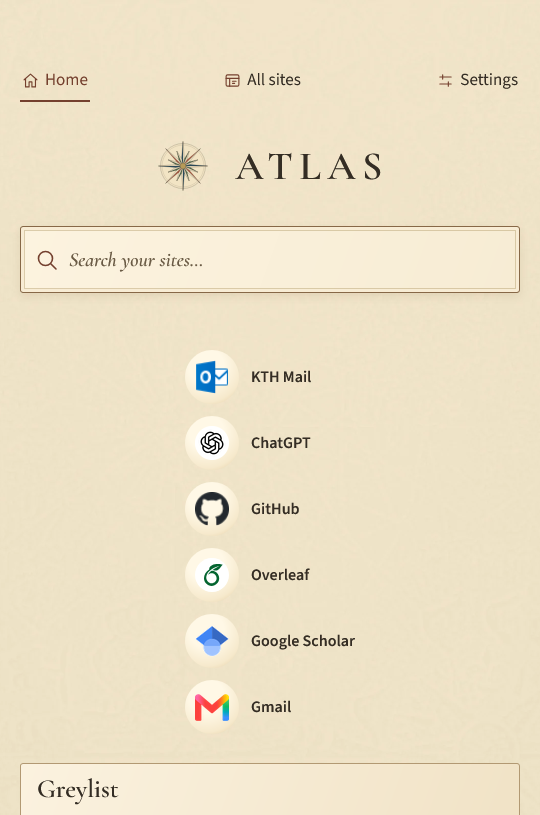 Home
All sites
Settings
ATLAS
Search your sites...
KTH Mail
ChatGPT
GitHub
Overleaf
Google Scholar
Gmail
Greylist